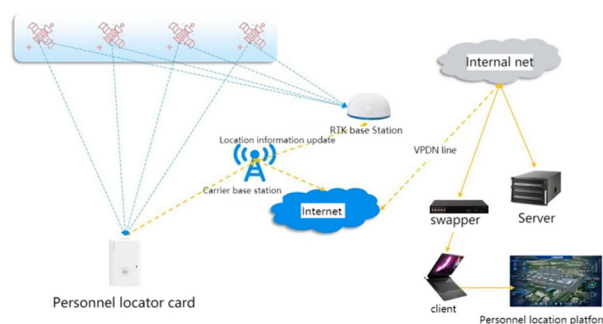 Internal net
RTK base Station
Location information update
VPDN line
Carrier base station
Internet
swapper
Server
Personnel locator card
client
Personnel location platform